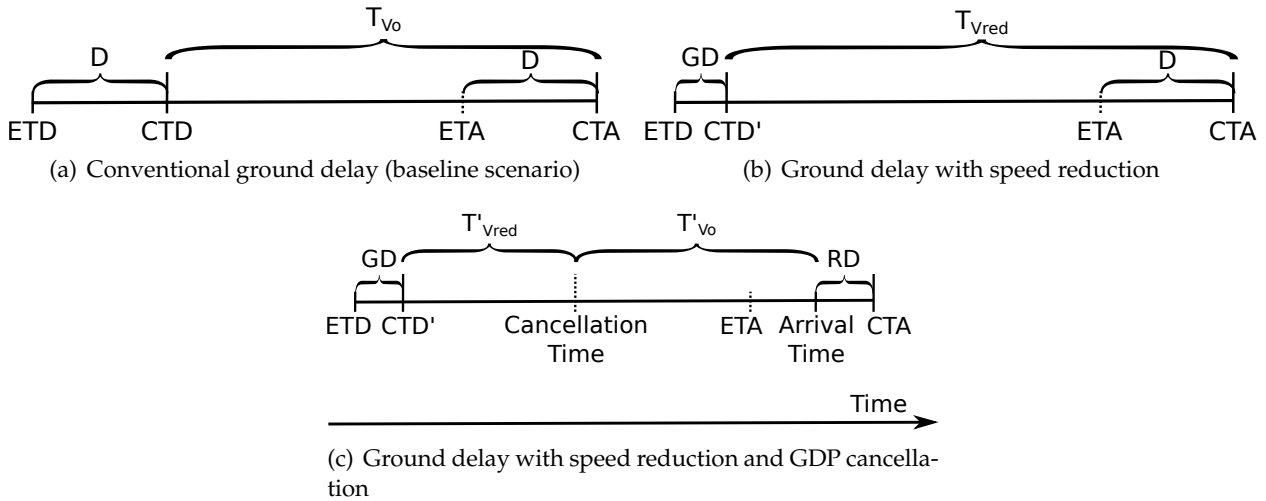 T_Vo
D
D
ETD CTD ETA CTA
(a) Conventional ground delay (baseline scenario)
T_Vred
GD
D
ETD CTD' ETA CTA
(b) Ground delay with speed reduction
T'_Vred T'_Vo
GD RD
ETD CTD' Cancellation Time ETA Arrival Time CTA
Time
(c) Ground delay with speed reduction and GDP cancella-
tion